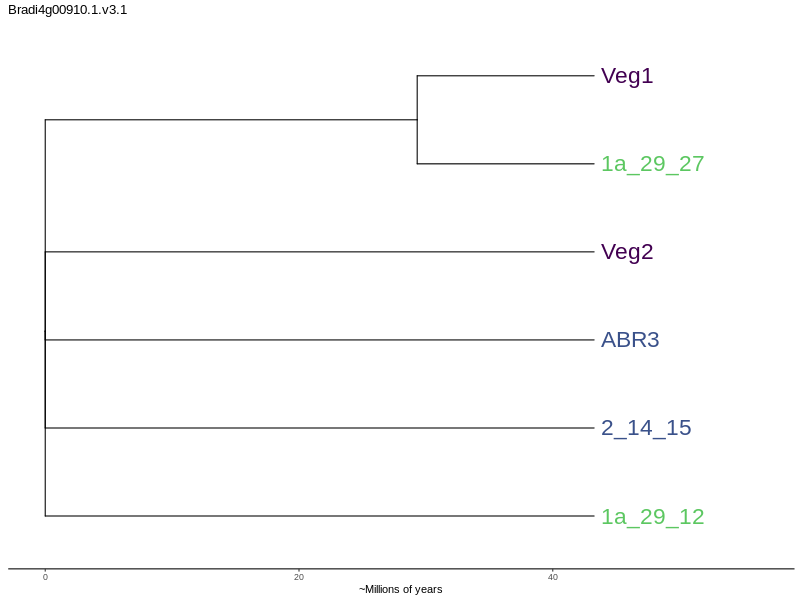 Bradi4g00910.1.v3.1
Veg1
1a_29_27
Veg2
ABR3
2_14_15
1a_29_12
0 20 40
~Millions of years